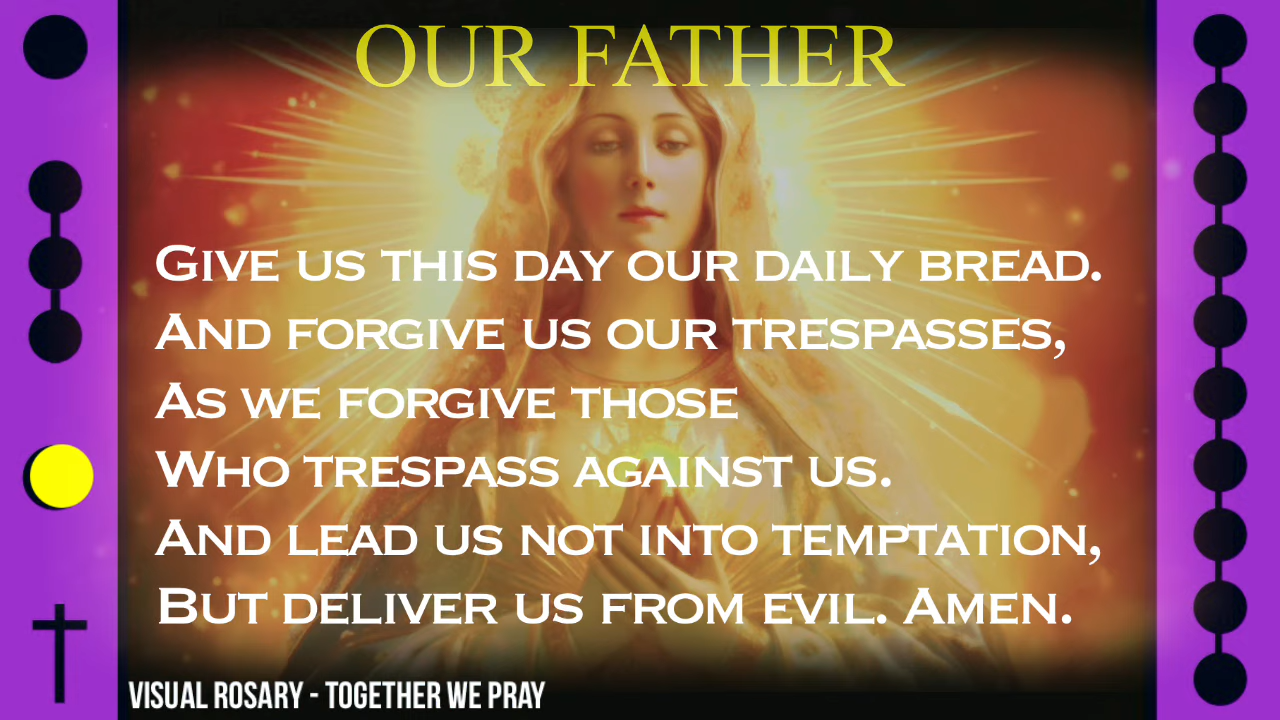 OUR FATHER
GIVE US THIS DAY OUR DAILY BREAD.
AND FORGIVE US OUR TRESPASSES,
AS WE FORGIVE THOSE
WHO TRESPASS AGAINST US.
AND LEAD US NOT INTO TEMPTATION,
BUT DELIVER US FROM EVIL. AMEN.
VISUAL ROSARY - TOGETHER WE PRAY